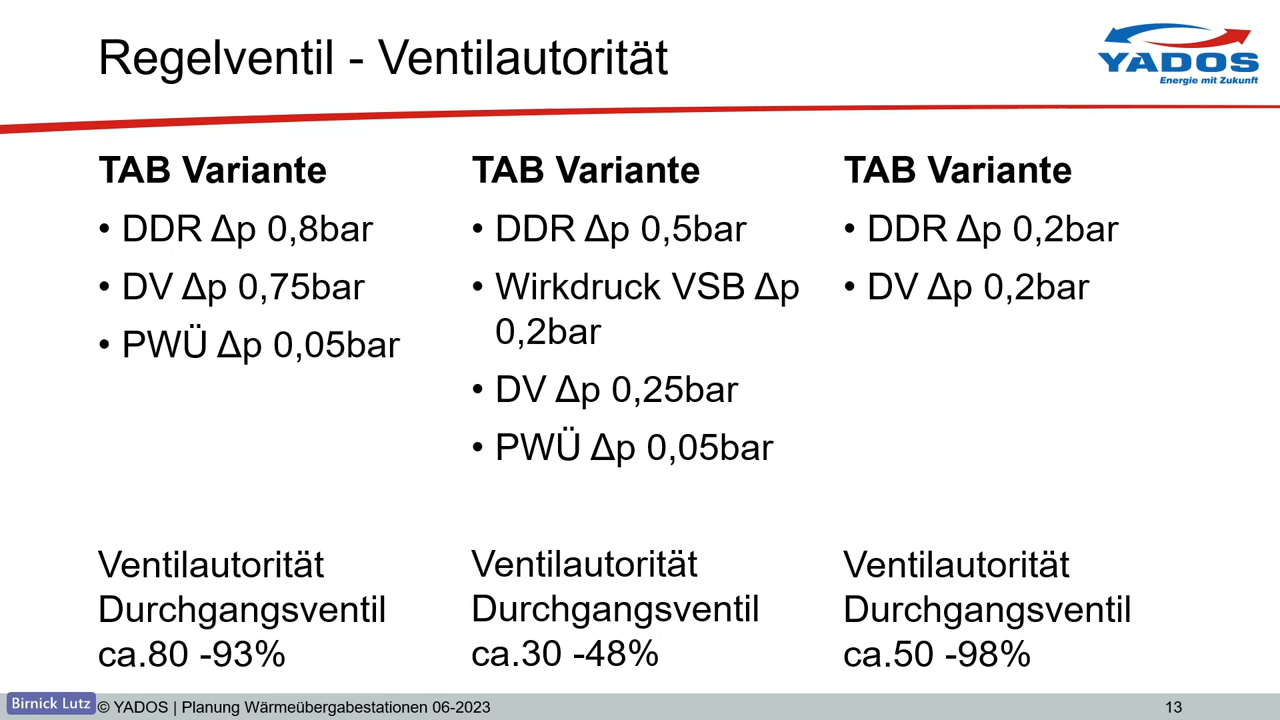 Regelventil - Ventilautorität
YADOS
Energie mit Zukunft
TAB Variante
• DDR Δp 0,8bar
• DV Δp 0,75bar
• PWÜ Δp 0,05bar
Ventilautorität
Durchgangsventil
ca.80 -93%
TAB Variante
• DDR Δp 0,5bar
• Wirkdruck VSB Δp
0,2bar
• DV Δp 0,25bar
• PWÜ Δp 0,05bar
Ventilautorität
Durchgangsventil
ca.30 -48%
TAB Variante
• DDR Δp 0,2bar
• DV Δp 0,2bar
Ventilautorität
Durchgangsventil
ca.50 -98%
Birnick Lutz
© YADOS | Planung Wärmeübergabestationen 06-2023
13